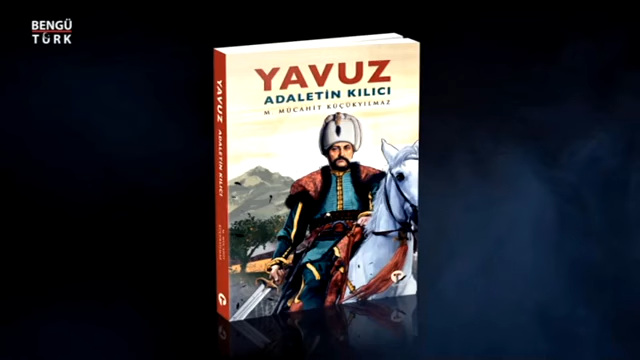 BENGÜ
TÜRK
YAVUZ
ADALETİN KILICI
M. MÜCAHİT KÜÇÜKYILMAZ
YAVUZ
ADALETİN KILICI